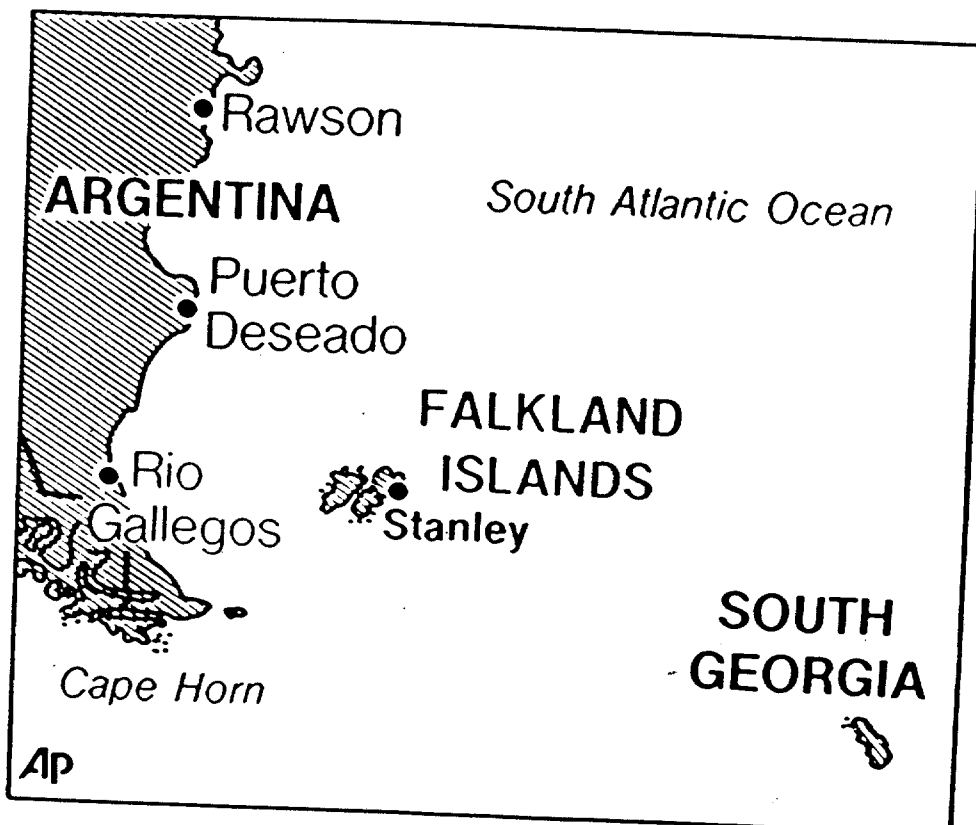 Rawson
ARGENTINA
South Atlantic Ocean
Puerto
Deseado
FALKLAND
ISLANDS
Rio
Gallegos
Stanley
SOUTH
GEORGIA
Cape Horn
AP